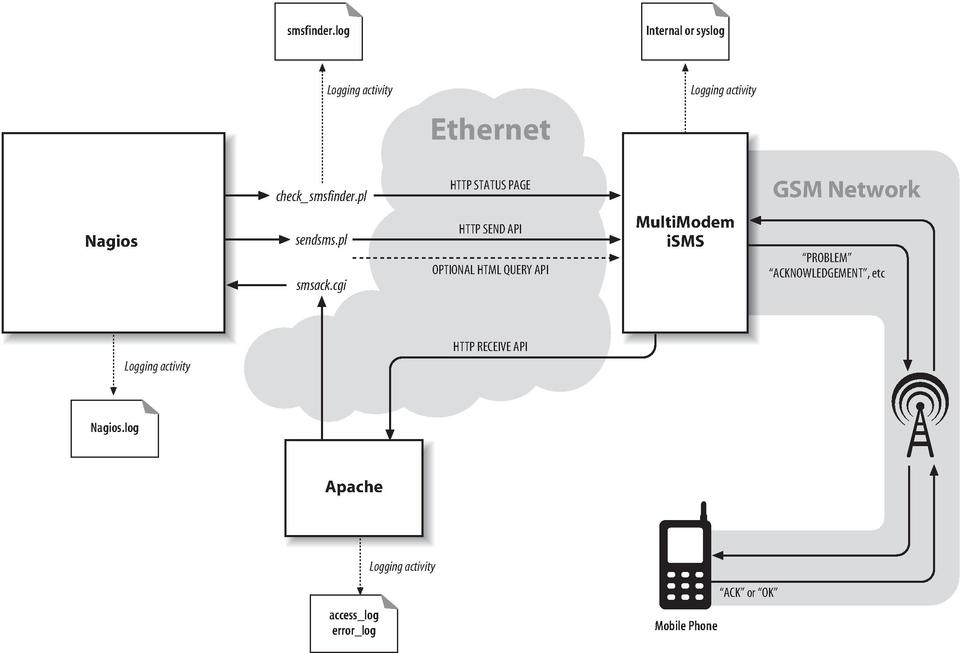 smsfinder.log
Internal or syslog
Logging activity
Logging activity
Ethernet
GSM Network
HTTP STATUS PAGE
check_smsfinder.pl
Nagios
MultiModem
iSMS
HTTP SEND API
sendsms.pl
OPTIONAL HTML QUERY API
smsack.cgi
“PROBLEM”
“ACKNOWLEDGEMENT”, etc
HTTP RECEIVE API
Logging activity
Nagios.log
Apache
Logging activity
access_log
error_log
“ACK” or “OK”
Mobile Phone